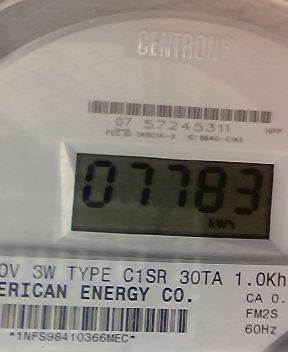 CENTRON®
07 57245311
HPP
07783
kWh
0V 3W TYPE C1SR 30TA 1.0Kh
ERICAN ENERGY CO.
CA 0.
FM2S
60Hz
*1NFS98410366MEC*